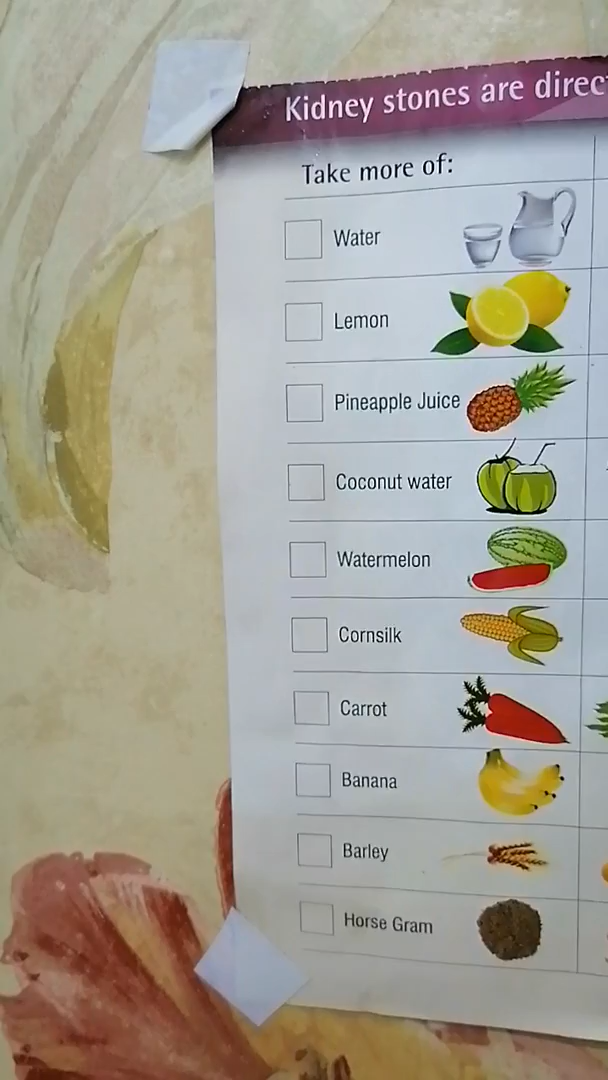 Kidney stones are direc
Take more of:
Water
Lemon
Pineapple Juice
Coconut water
Watermelon
Cornsilk
Carrot
Banana
Barley
Horse Gram